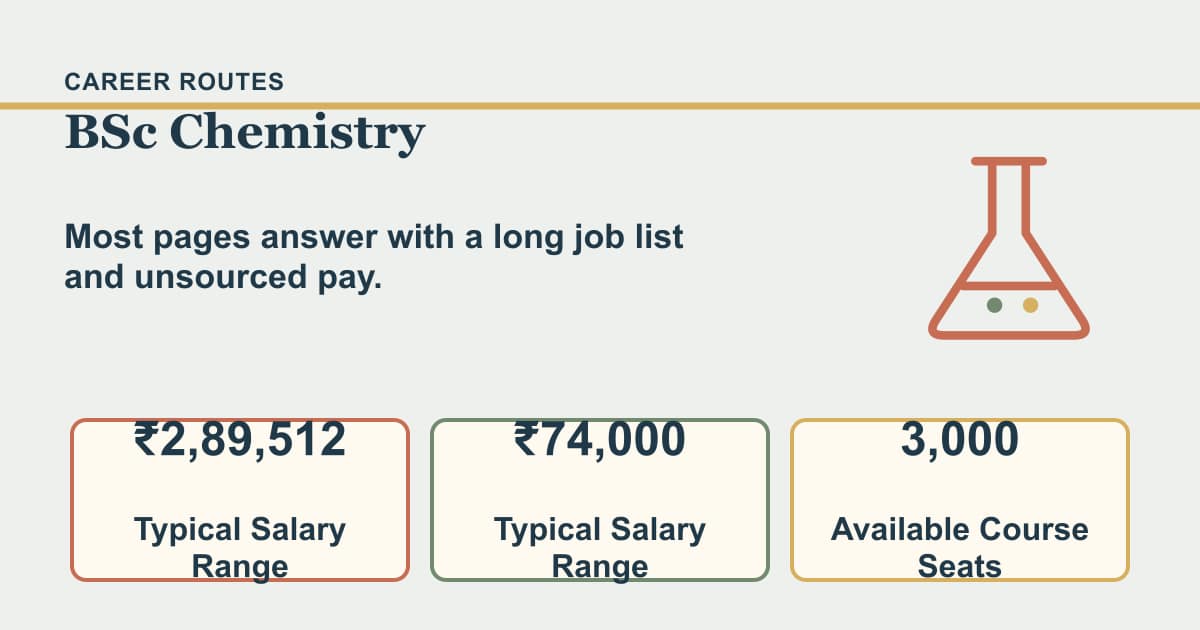 CAREER ROUTES
BSc Chemistry
Most pages answer with a long job list
and unsourced pay.
₹2,89,512
Typical Salary
Range
₹74,000
Typical Salary
Range
3,000
Available Course
Seats